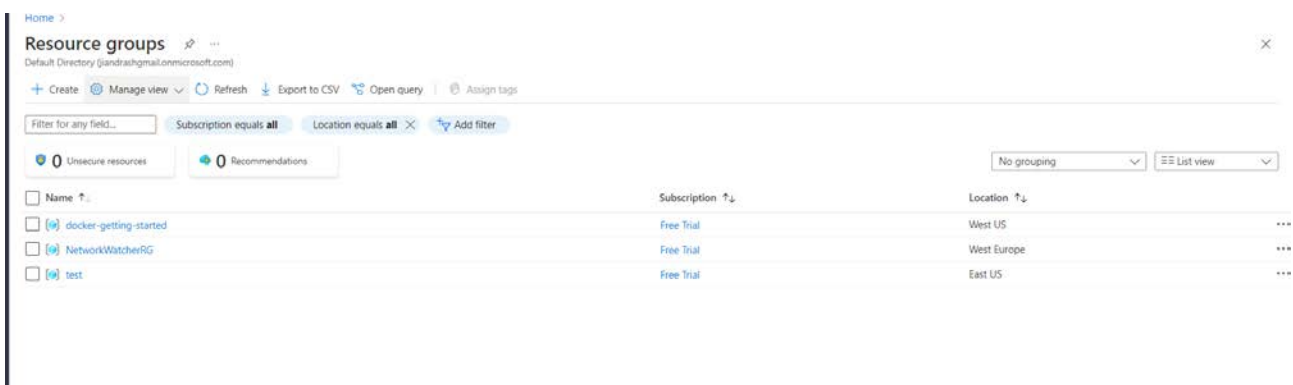 Home >
Resource groups
Default Directory (jiandrashgmail.onmicrosoft.com)
Create Manage view Refresh Export to CSV Open query Assign tags
Filter for any field... Subscription equals all Location equals all Add filter
0 Unsecure resources 0 Recommendations No grouping List view
Name Subscription Location
docker-getting-started Free Trial West US
NetworkWatcherRG Free Trial West Europe
test Free Trial East US